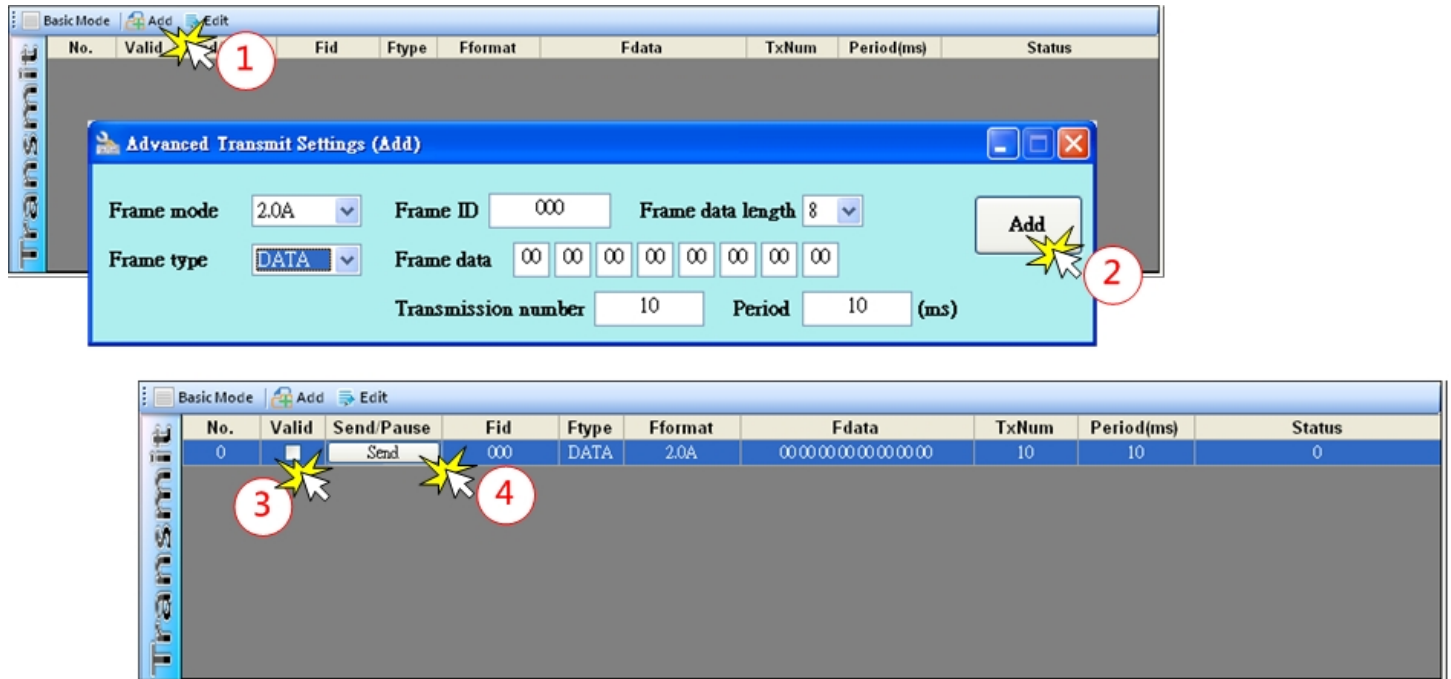 Basic Mode Add Edit
No. Valid Fid Ftype Fformat Fdata TxNum Period(ms) Status
1
Transmit
Advanced Transmit Settings (Add)
Frame mode 2.0A Frame ID 000 Frame data length 8
Add
Frame type DATA Frame data 00 00 00 00 00 00 00 00
2
Transmission number 10 Period 10 (ms)
Basic Mode Add Edit
No. Valid Send/Pause Fid Ftype Fformat Fdata TxNum Period(ms) Status
0 Send 000 DATA 2.0A 00 00 00 00 00 00 00 00 10 10 0
3 4
Transmit